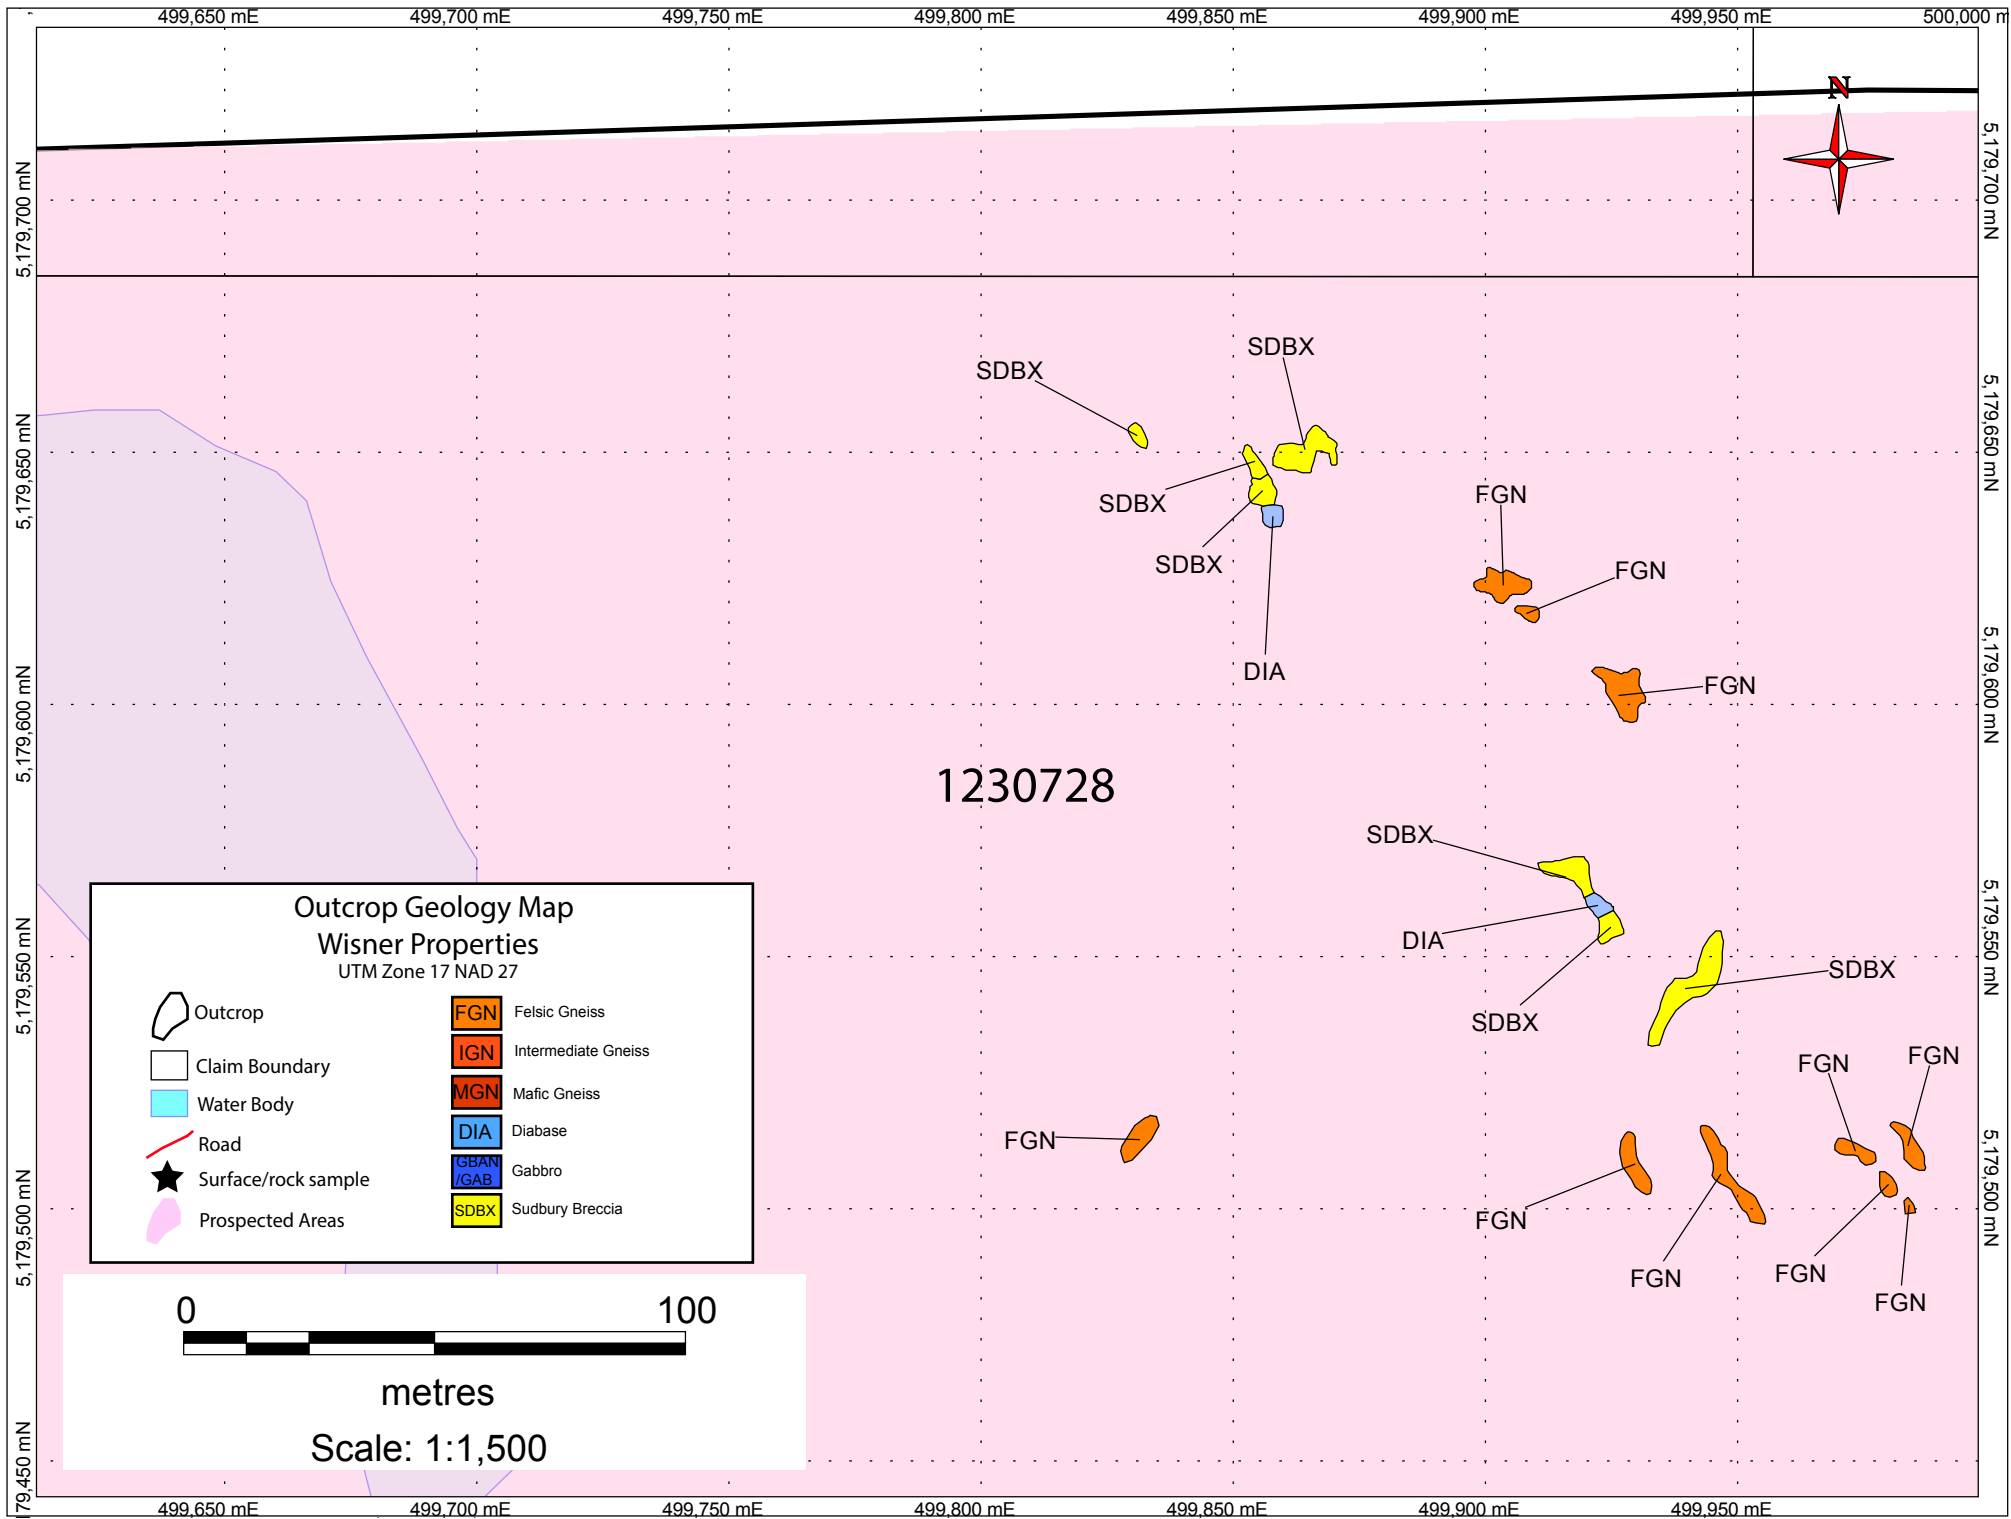 499,650 mE
499,700 mE
499,800 mE
499,850 mE
499,900 mE
499,950 mE
500,000 m
N
5,179,700 mN
5,179,700 mN
SDBX
SDBX
5,179,650 mN
5,179,650 mN
SDBX
FGN
SDBX
FGN
DIA
FGN
5,179,600 mN
5,179,600 mN
1230728
SDBX
DIA
SDBX
SDBX
5,179,550 mN
5,179,550 mN
Outcrop Geology Map
Wisner Properties
UTM Zone 17 NAD 27
Outcrop
Claim Boundary
Water Body
Road
Surface/rock sample
Prospected Areas
FGN Felsic Gneiss
IGN Intermediate Gneiss
MGN Mafic Gneiss
DIA Diabase
GBAN
/GAB Gabbro
SDBX Sudbury Breccia
FGN
FGN
FGN
FGN
FGN
FGN
FGN
5,179,500 mN
5,179,500 mN
0 100
metres
Scale: 1:1,500
179,450 mN
499,650 mE
499,700 mE
499,750 mE
499,800 mE
499,850 mE
499,900 mE
499,950 mE